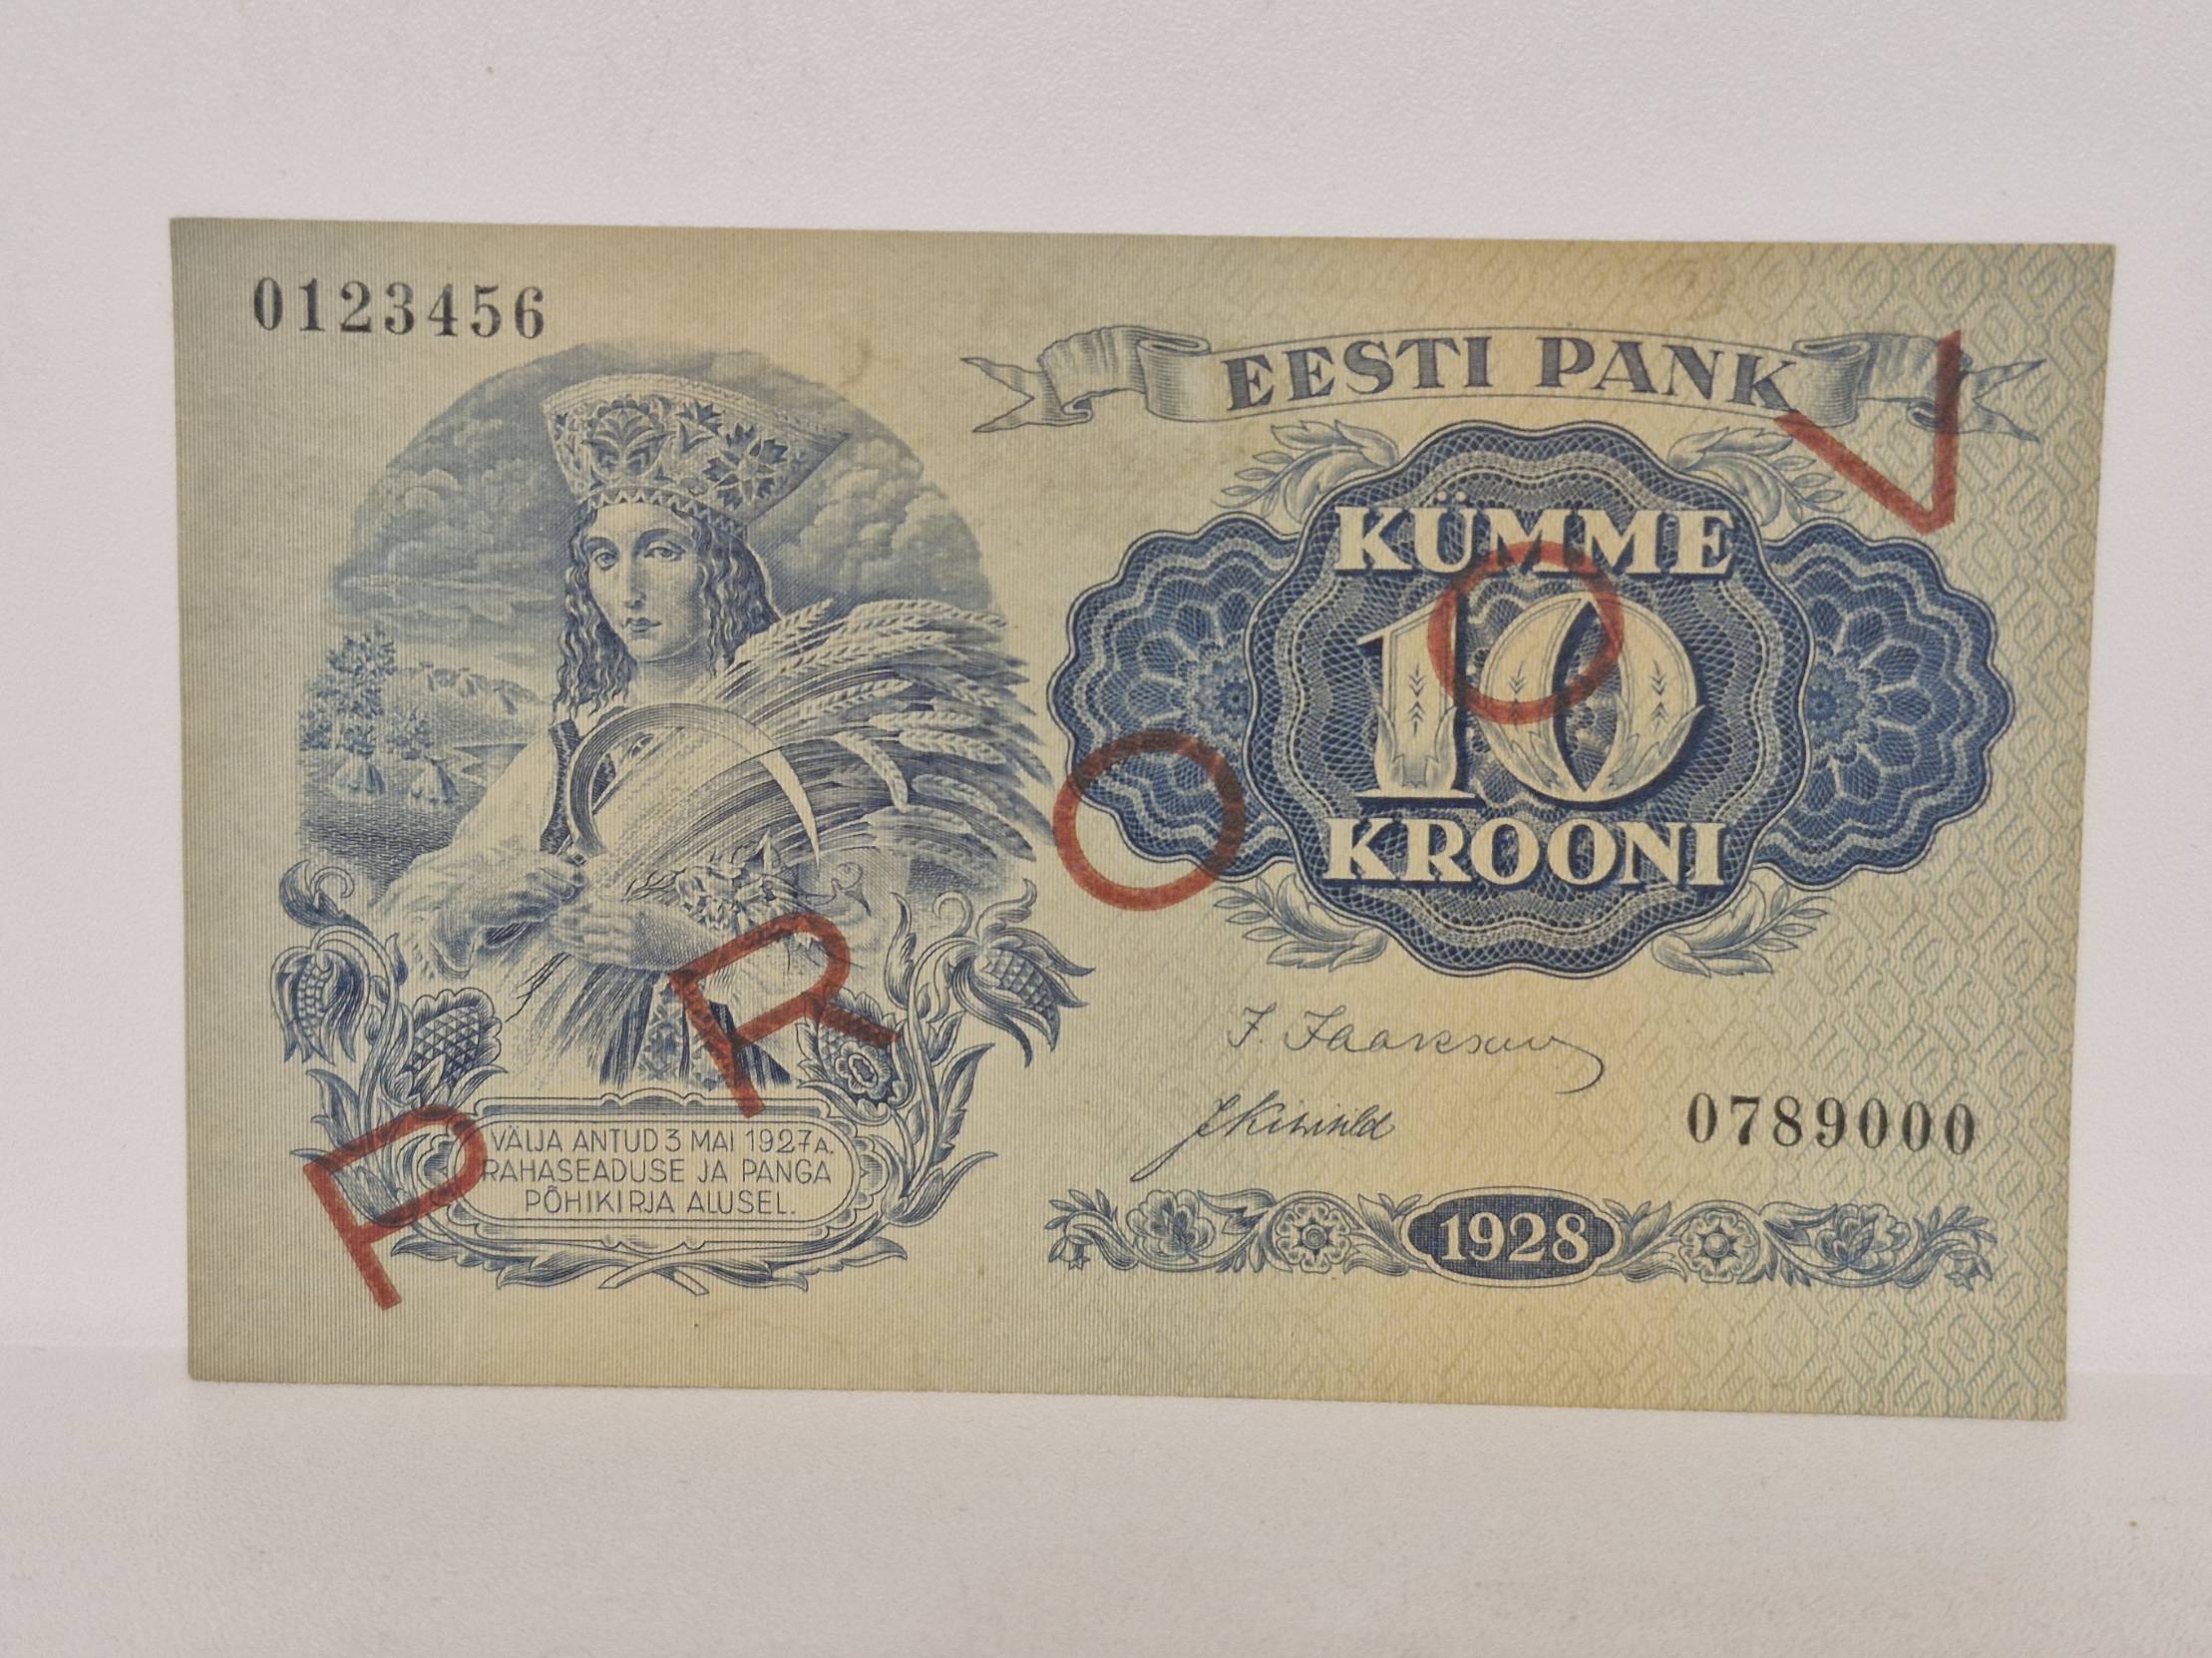 0123456
EESTI PANK
KÜMME
10
KROONI
PROOV
J. Jaakson
0789000
VÄLJA ANTUD 3 MAI 1927 A.
RAHASEADUSE JA PANGA
PÕHIKIRJA ALUSEL.
1928